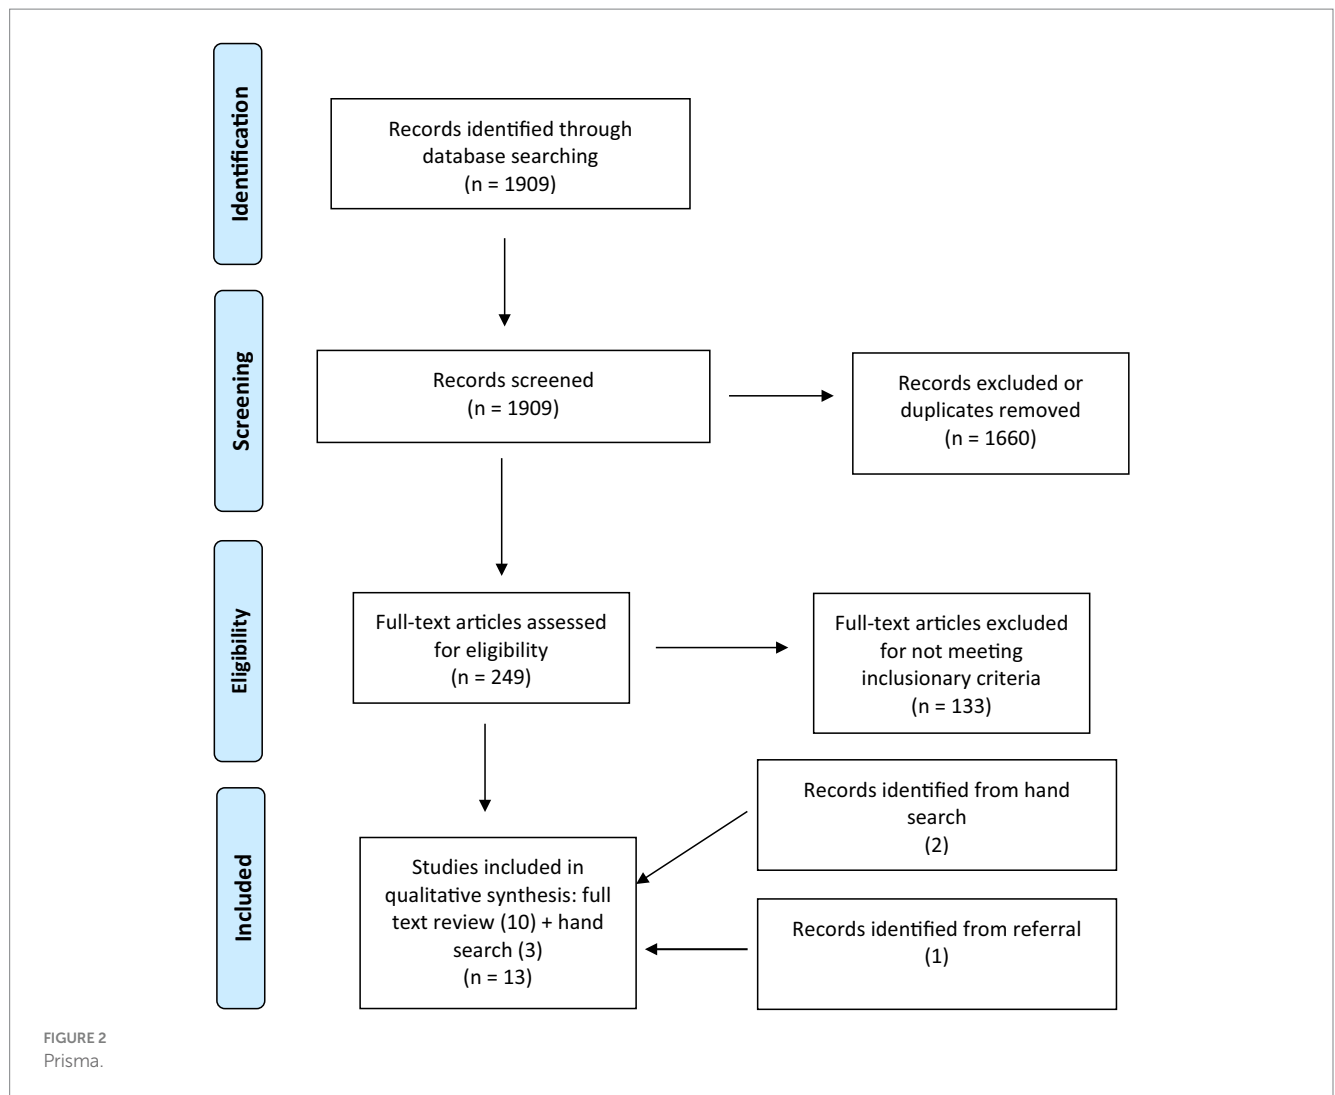 Identification
Records identified through
database searching
(n = 1909)
Screening
Records screened
(n = 1909)
Records excluded or
duplicates removed
(n = 1660)
Eligibility
Full-text articles assessed
for eligibility
(n = 249)
Full-text articles excluded
for not meeting
inclusionary criteria
(n = 133)
Included
Studies included in
qualitative synthesis: full
text review (10) + hand
search (3)
(n = 13)
Records identified from hand
search
(2)
Records identified from referral
(1)
FIGURE 2
Prisma.